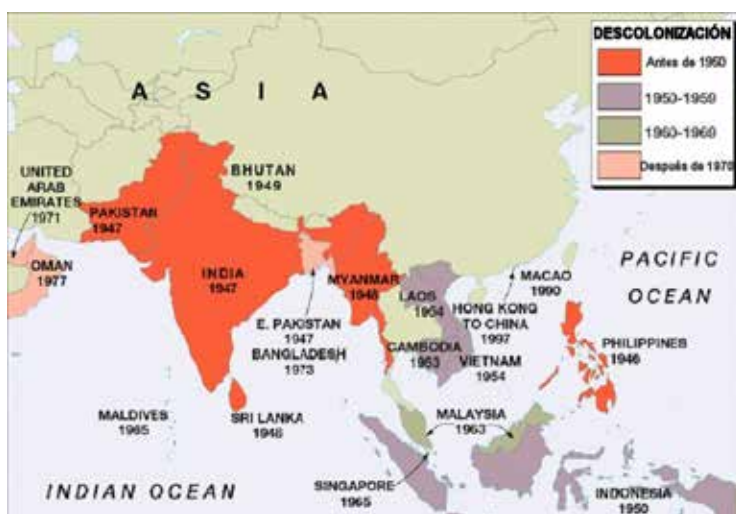 DESCOLONIZACIÓN
Antes de 1950
1950-1959
1960-1969
Después de 1970
A S I A
UNITED
ARAB
EMIRATES
1971
OMAN
1977
PAKISTAN
1947
BHUTAN
1949
INDIA
1947
E. PAKISTAN
1947
BANGLADESH
1973
MYANMAR
1948
LAOS
1954
CAMBODIA
1953
VIETNAM
1954
HONG KONG
TO CHINA
1997
MACAO
1990
PACIFIC
OCEAN
PHILIPPINES
1946
MALDIVES
1965
SRI LANKA
1948
MALAYSIA
1963
SINGAPORE
1965
INDONESIA
1950
INDIAN OCEAN